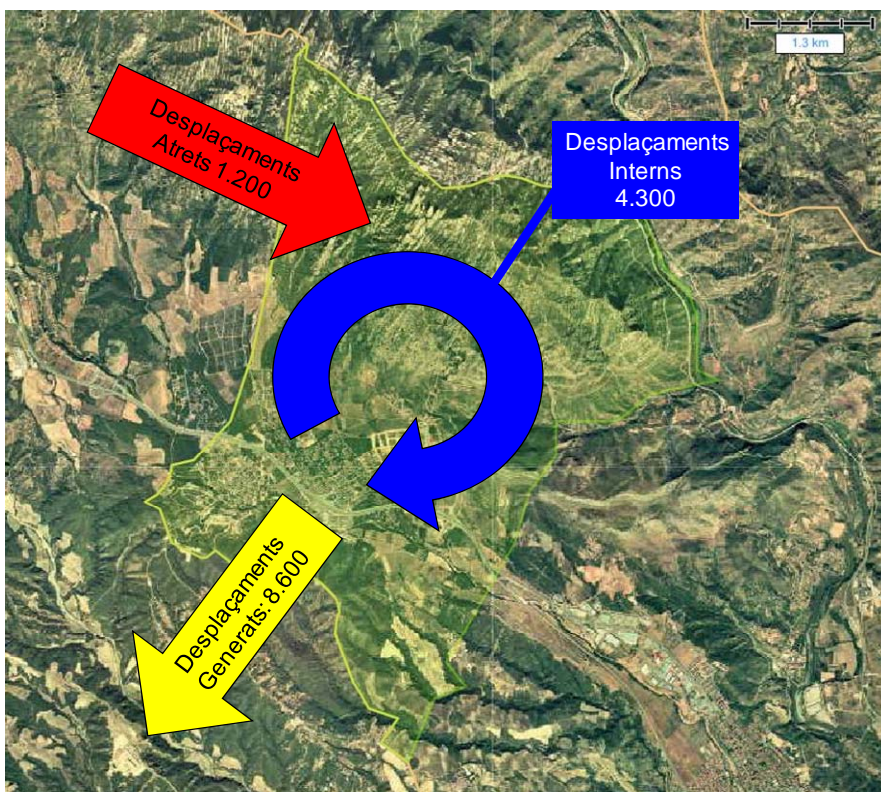 1.3 km
Desplaçaments
Atrets 1.200
Desplaçaments
Interns
4.300
Desplaçaments
Generats: 8.600